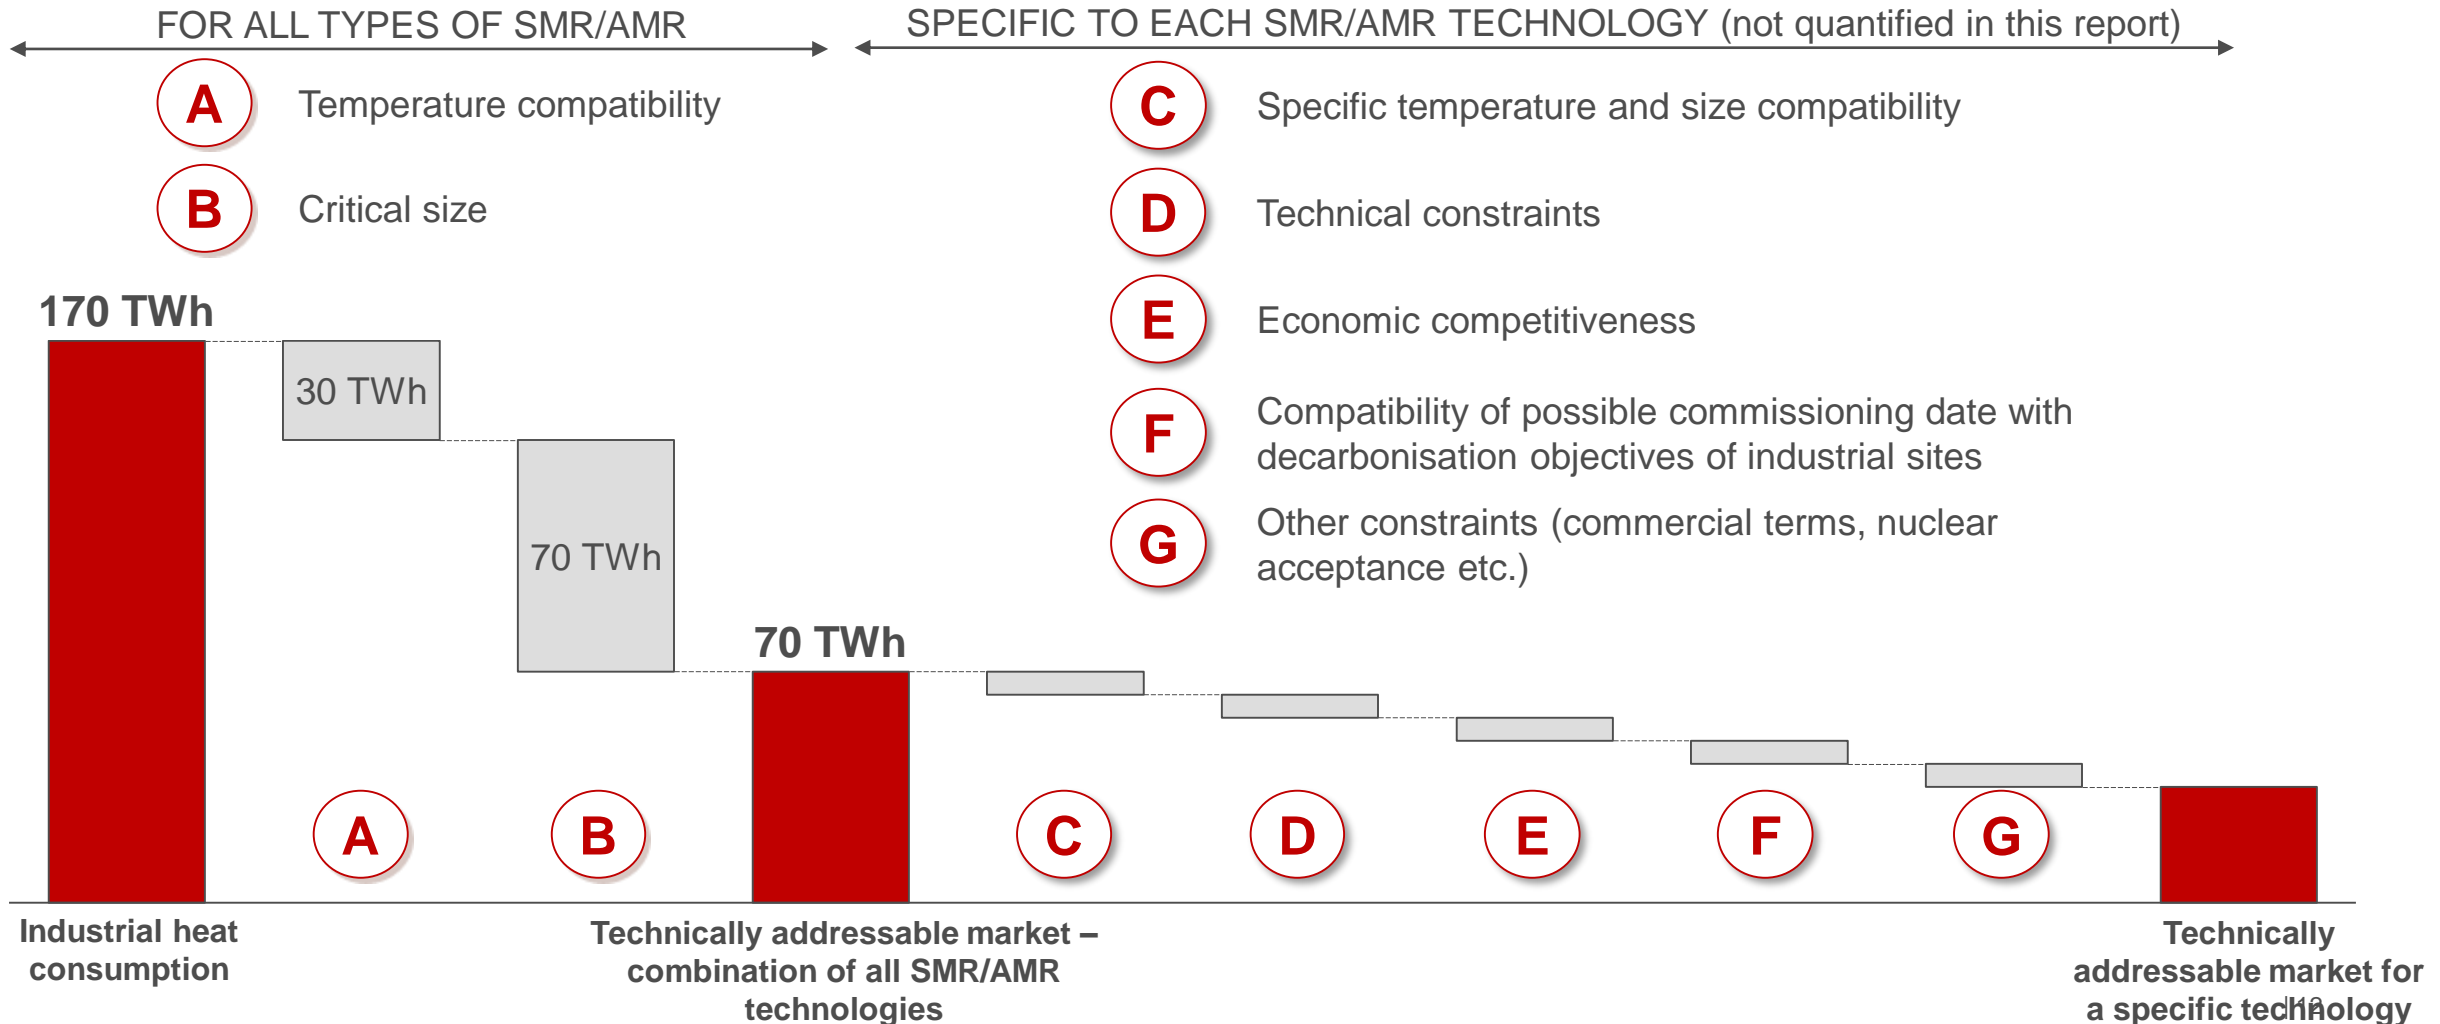 FOR ALL TYPES OF SMR/AMR
SPECIFIC TO EACH SMR/AMR TECHNOLOGY (not quantified in this report)
A
Temperature compatibility
B
Critical size
C
Specific temperature and size compatibility
D
Technical constraints
E
Economic competitiveness
F
Compatibility of possible commissioning date with
decarbonisation objectives of industrial sites
G
Other constraints (commercial terms, nuclear
acceptance etc.)
170 TWh
30 TWh
70 TWh
70 TWh
A
B
C
D
E
F
G
Industrial heat
consumption
Technically addressable market –
combination of all SMR/AMR
technologies
Technically
addressable market for
a specific technology
| 12